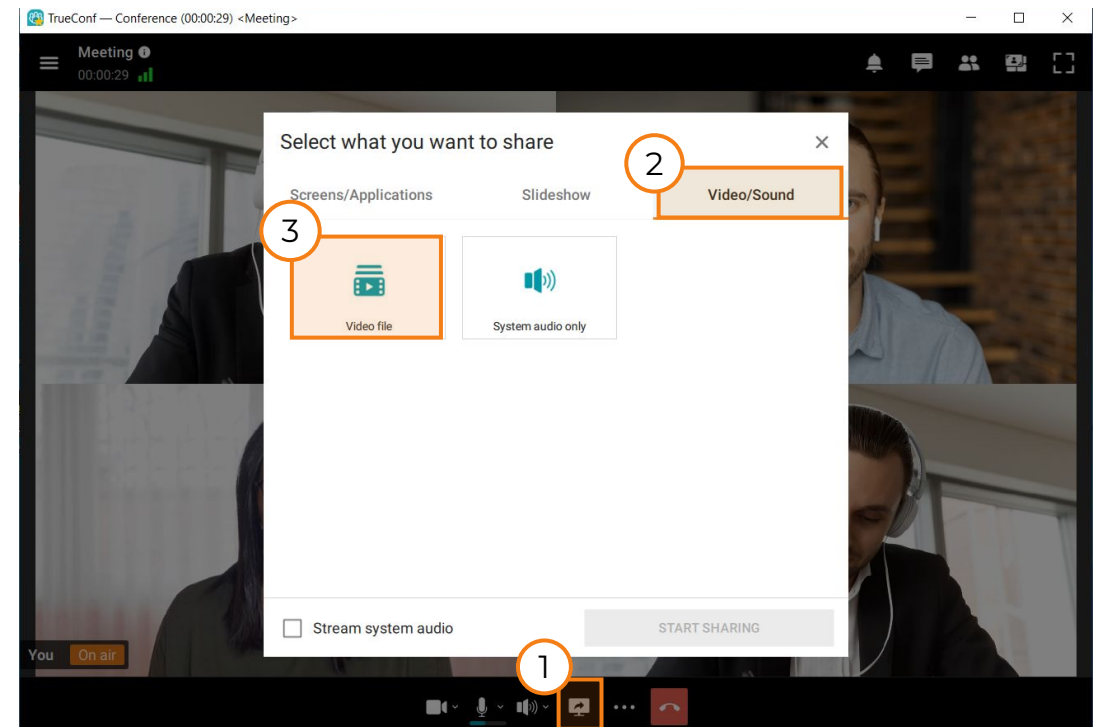 TrueConf — Conference (00:00:29) <Meeting>
Meeting
00:00:29
Select what you want to share
2
Screens/Applications Slideshow Video/Sound
3
Video file System audio only
Stream system audio START SHARING
You On air
1